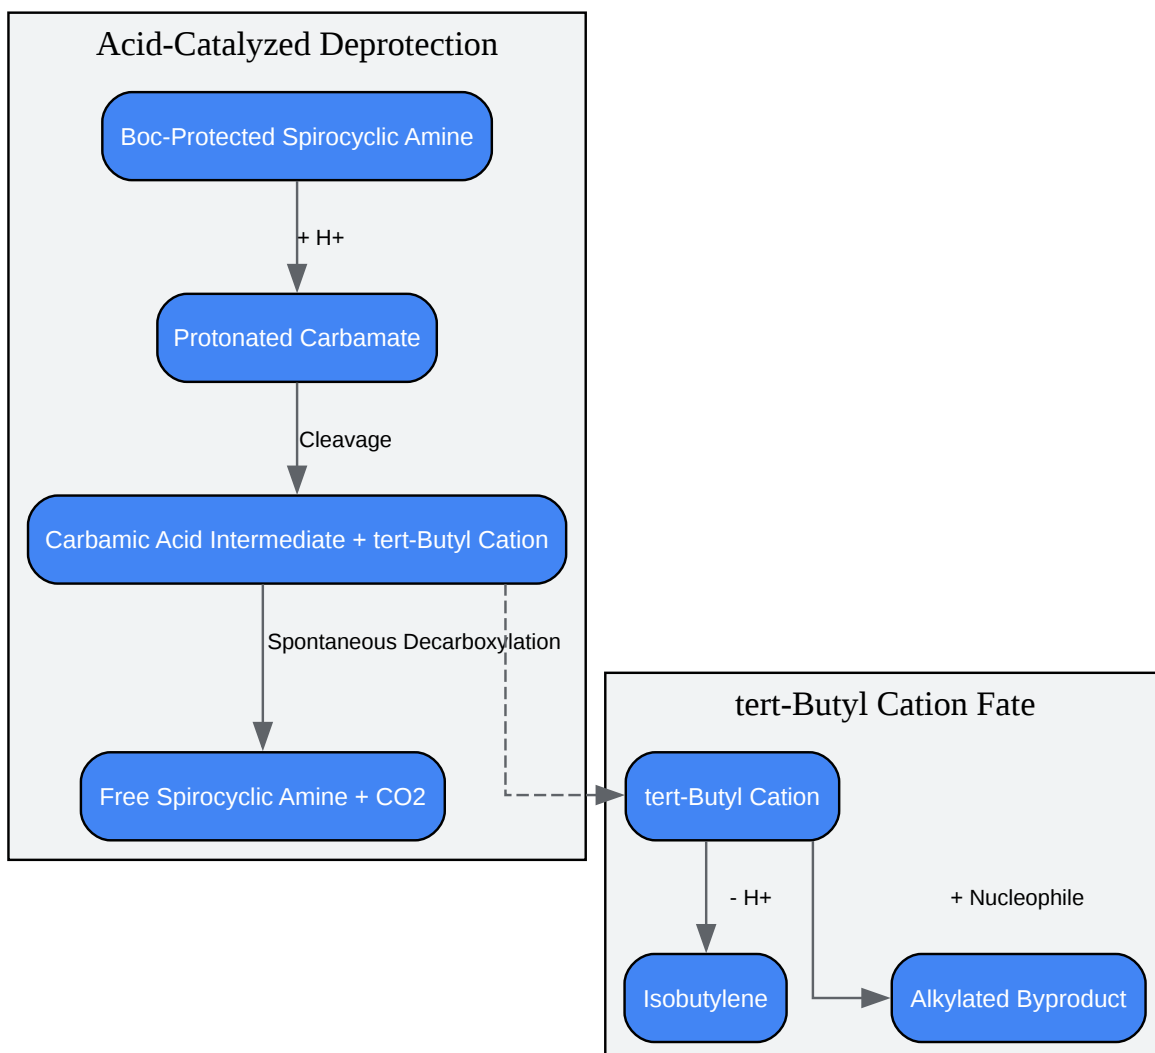 Acid-Catalyzed Deprotection
Boc-Protected Spirocyclic Amine
+ H+
Protonated Carbamate
Cleavage
Carbamic Acid Intermediate + tert-Butyl Cation
Spontaneous Decarboxylation
Free Spirocyclic Amine + CO2
tert-Butyl Cation Fate
tert-Butyl Cation
- H+
+ Nucleophile
Isobutylene
Alkylated Byproduct